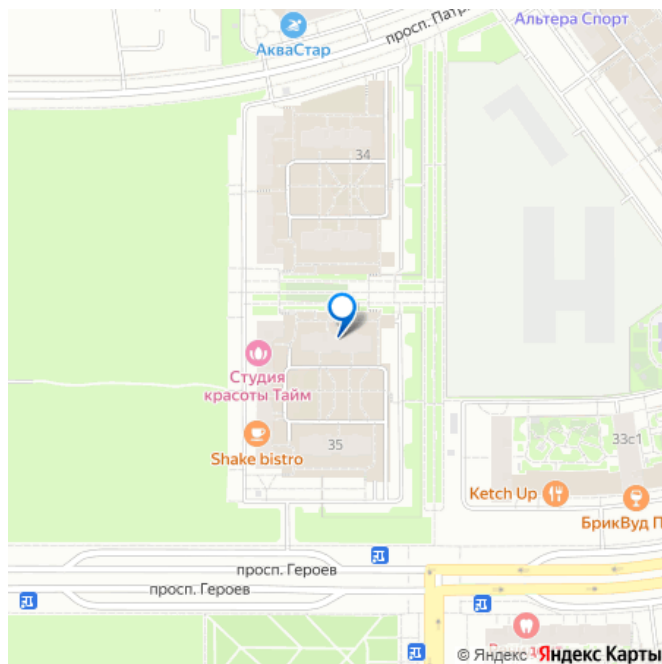 Альтера Спорт
просп. Патр
АкваСтар
34
Студия
красоты Тайм
35
Shake bistro
33с1
Ketch Up
БрикВуд П
просп. Героев
просп. Героев
© Яндекс Яндекс Карты